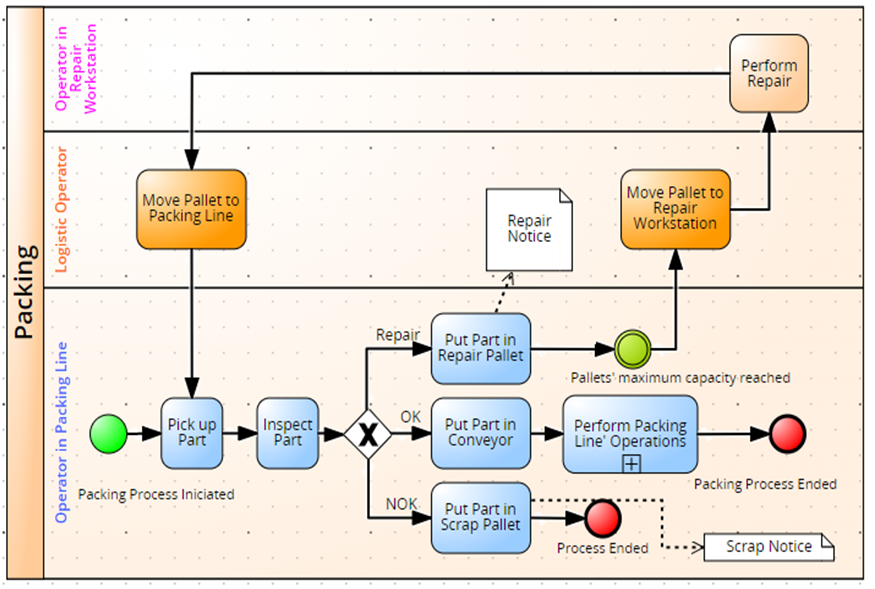 Packing
Operator in
Repair
Workstation
Perform
Repair
Logistic Operator
Move Pallet to
Packing Line
Repair
Notice
Move Pallet to
Repair
Workstation
Operator in Packing Line
Repair
Put Part in
Repair Pallet
Pallets' maximum capacity reached
Pick up
Part
Inspect
Part
X
OK
Put Part in
Conveyor
Perform Packing
Line' Operations
Packing Process Iniciated
Packing Process Ended
NOK
Put Part in
Scrap Pallet
Process Ended
Scrap Notice